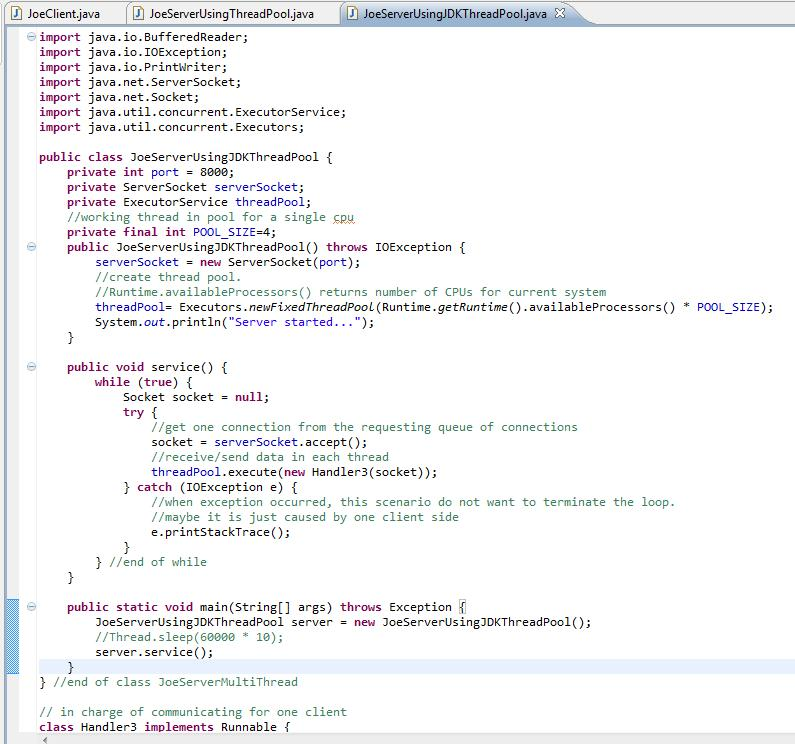 JoeClient.java JoeServerUsingThreadPool.java JoeServerUsingJDKThreadPool.java
import java.io.BufferedReader;
import java.io.IOException;
import java.io.PrintWriter;
import java.net.ServerSocket;
import java.net.Socket;
import java.util.concurrent.ExecutorService;
import java.util.concurrent.Executors;

public class JoeServerUsingJDKThreadPool {
    private int port = 8000;
    private ServerSocket serverSocket;
    private ExecutorService threadPool;
    //working thread in pool for a single cpu
    private final int POOL_SIZE=4;
    public JoeServerUsingJDKThreadPool() throws IOException {
        serverSocket = new ServerSocket(port);
        //create thread pool.
        //Runtime.availableProcessors() returns number of CPUs for current system
        threadPool= Executors.newFixedThreadPool(Runtime.getRuntime().availableProcessors() * POOL_SIZE);
        System.out.println("Server started...");
    }

    public void service() {
        while (true) {
            Socket socket = null;
            try {
                //get one connection from the requesting queue of connections
                socket = serverSocket.accept();
                //receive/send data in each thread
                threadPool.execute(new Handler3(socket));
            } catch (IOException e) {
                //when exception occurred, this scenario do not want to terminate the loop.
                //maybe it is just caused by one client side
                e.printStackTrace();
            }
        } //end of while
    }

    public static void main(String[] args) throws Exception {
        JoeServerUsingJDKThreadPool server = new JoeServerUsingJDKThreadPool();
        //Thread.sleep(60000 * 10);
        server.service();
    }
} //end of class JoeServerMultiThread

// in charge of communicating for one client
class Handler3 implements Runnable {